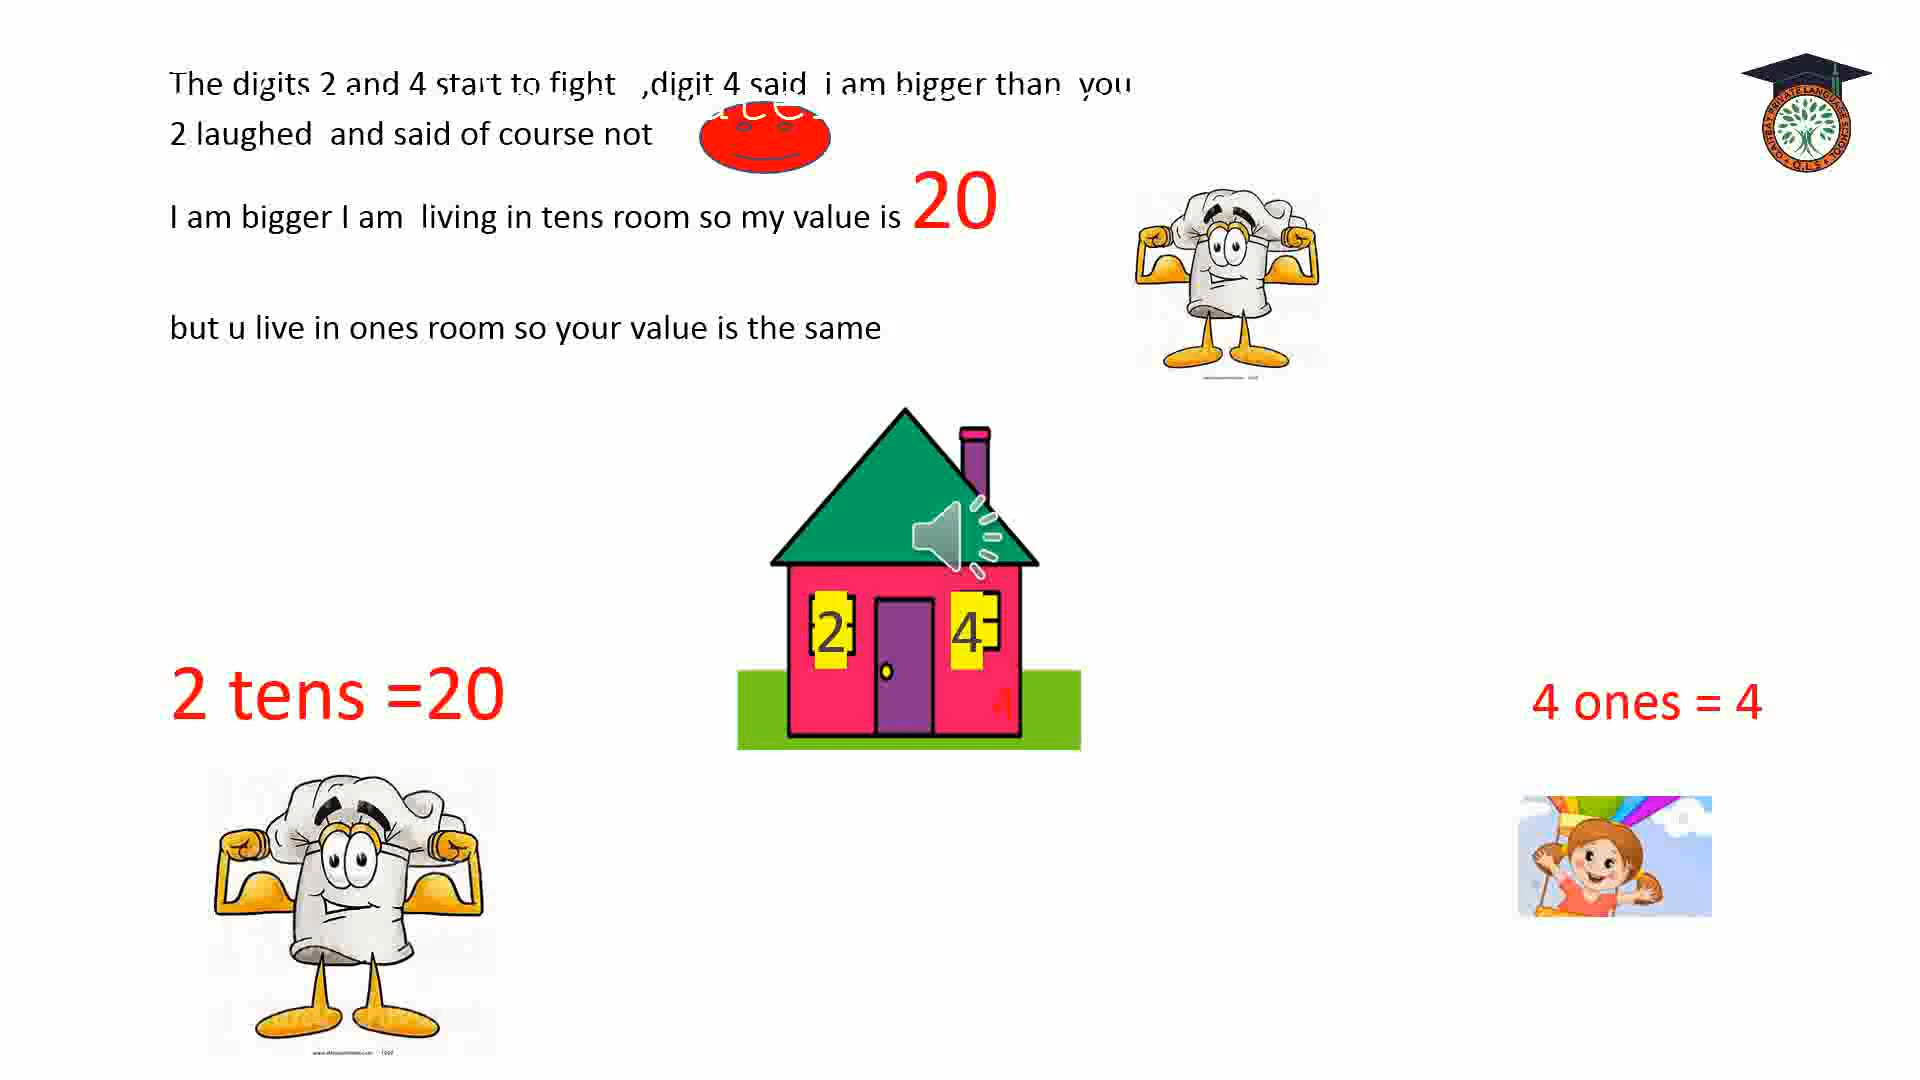 The digits 2 and 4 start to fight ,digit 4 said i am bigger than you
2 laughed and said of course not
I am bigger I am living in tens room so my value is 20
but u live in ones room so your value is the same
2 4
4
2 tens =20
4 ones = 4